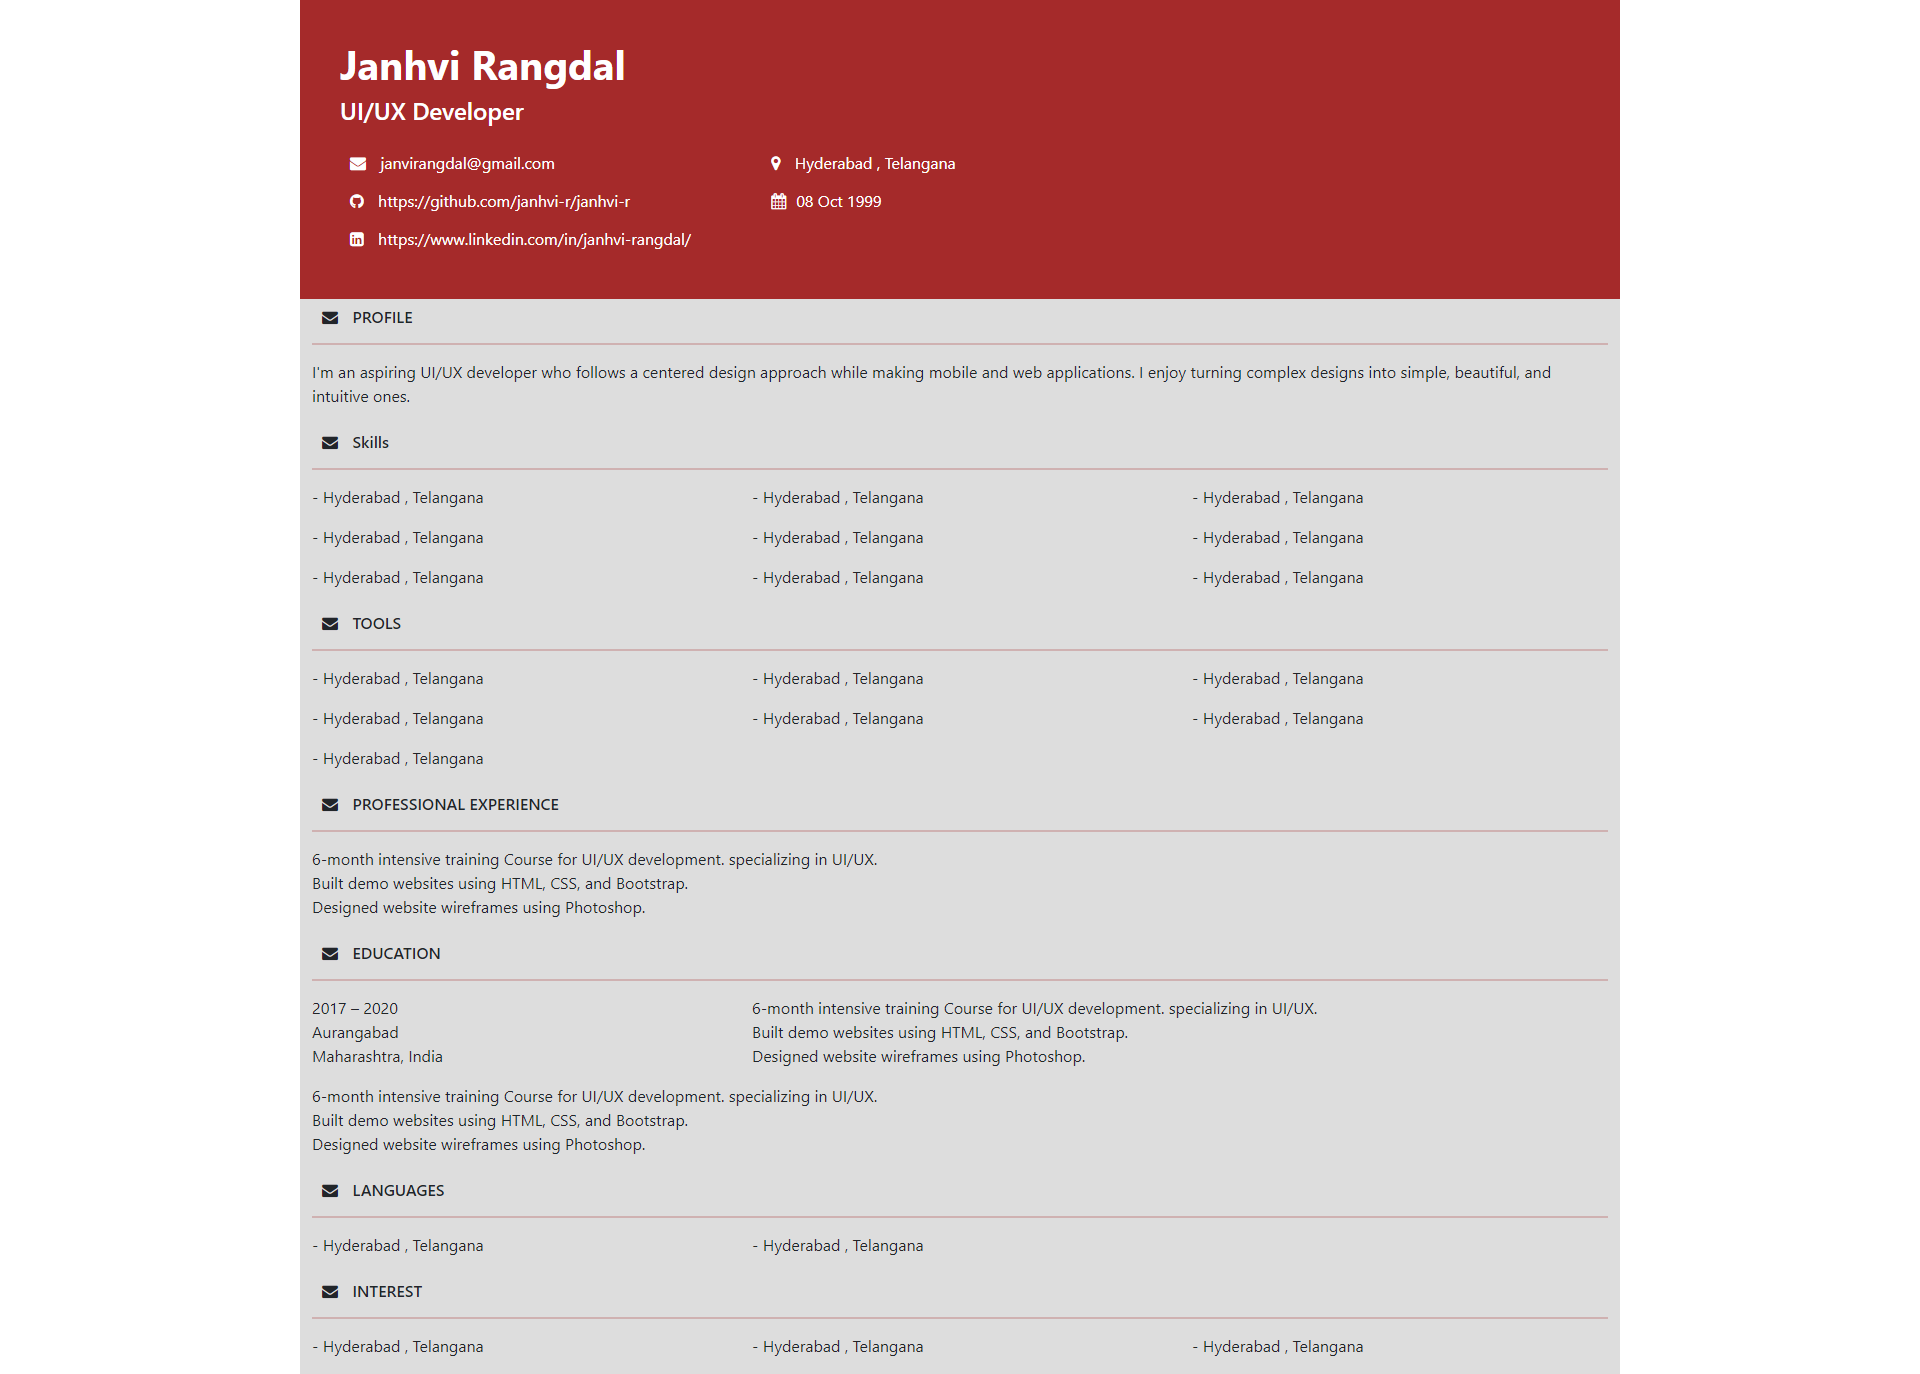 Janhvi Rangdal
UI/UX Developer
janvirangdal@gmail.com
Hyderabad , Telangana
https://github.com/janhvi-r/janhvi-r
08 Oct 1999
https://www.linkedin.com/in/janhvi-rangdal/
PROFILE
I'm an aspiring UI/UX developer who follows a centered design approach while making mobile and web applications. I enjoy turning complex designs into simple, beautiful, and
intuitive ones.
Skills
- Hyderabad , Telangana - Hyderabad , Telangana - Hyderabad , Telangana
- Hyderabad , Telangana - Hyderabad , Telangana - Hyderabad , Telangana
- Hyderabad , Telangana - Hyderabad , Telangana - Hyderabad , Telangana
TOOLS
- Hyderabad , Telangana - Hyderabad , Telangana - Hyderabad , Telangana
- Hyderabad , Telangana - Hyderabad , Telangana - Hyderabad , Telangana
- Hyderabad , Telangana
PROFESSIONAL EXPERIENCE
6-month intensive training Course for UI/UX development. specializing in UI/UX.
Built demo websites using HTML, CSS, and Bootstrap.
Designed website wireframes using Photoshop.
EDUCATION
2017 – 2020
Aurangabad
Maharashtra, India
6-month intensive training Course for UI/UX development. specializing in UI/UX.
Built demo websites using HTML, CSS, and Bootstrap.
Designed website wireframes using Photoshop.
6-month intensive training Course for UI/UX development. specializing in UI/UX.
Built demo websites using HTML, CSS, and Bootstrap.
Designed website wireframes using Photoshop.
LANGUAGES
- Hyderabad , Telangana - Hyderabad , Telangana
INTEREST
- Hyderabad , Telangana - Hyderabad , Telangana - Hyderabad , Telangana